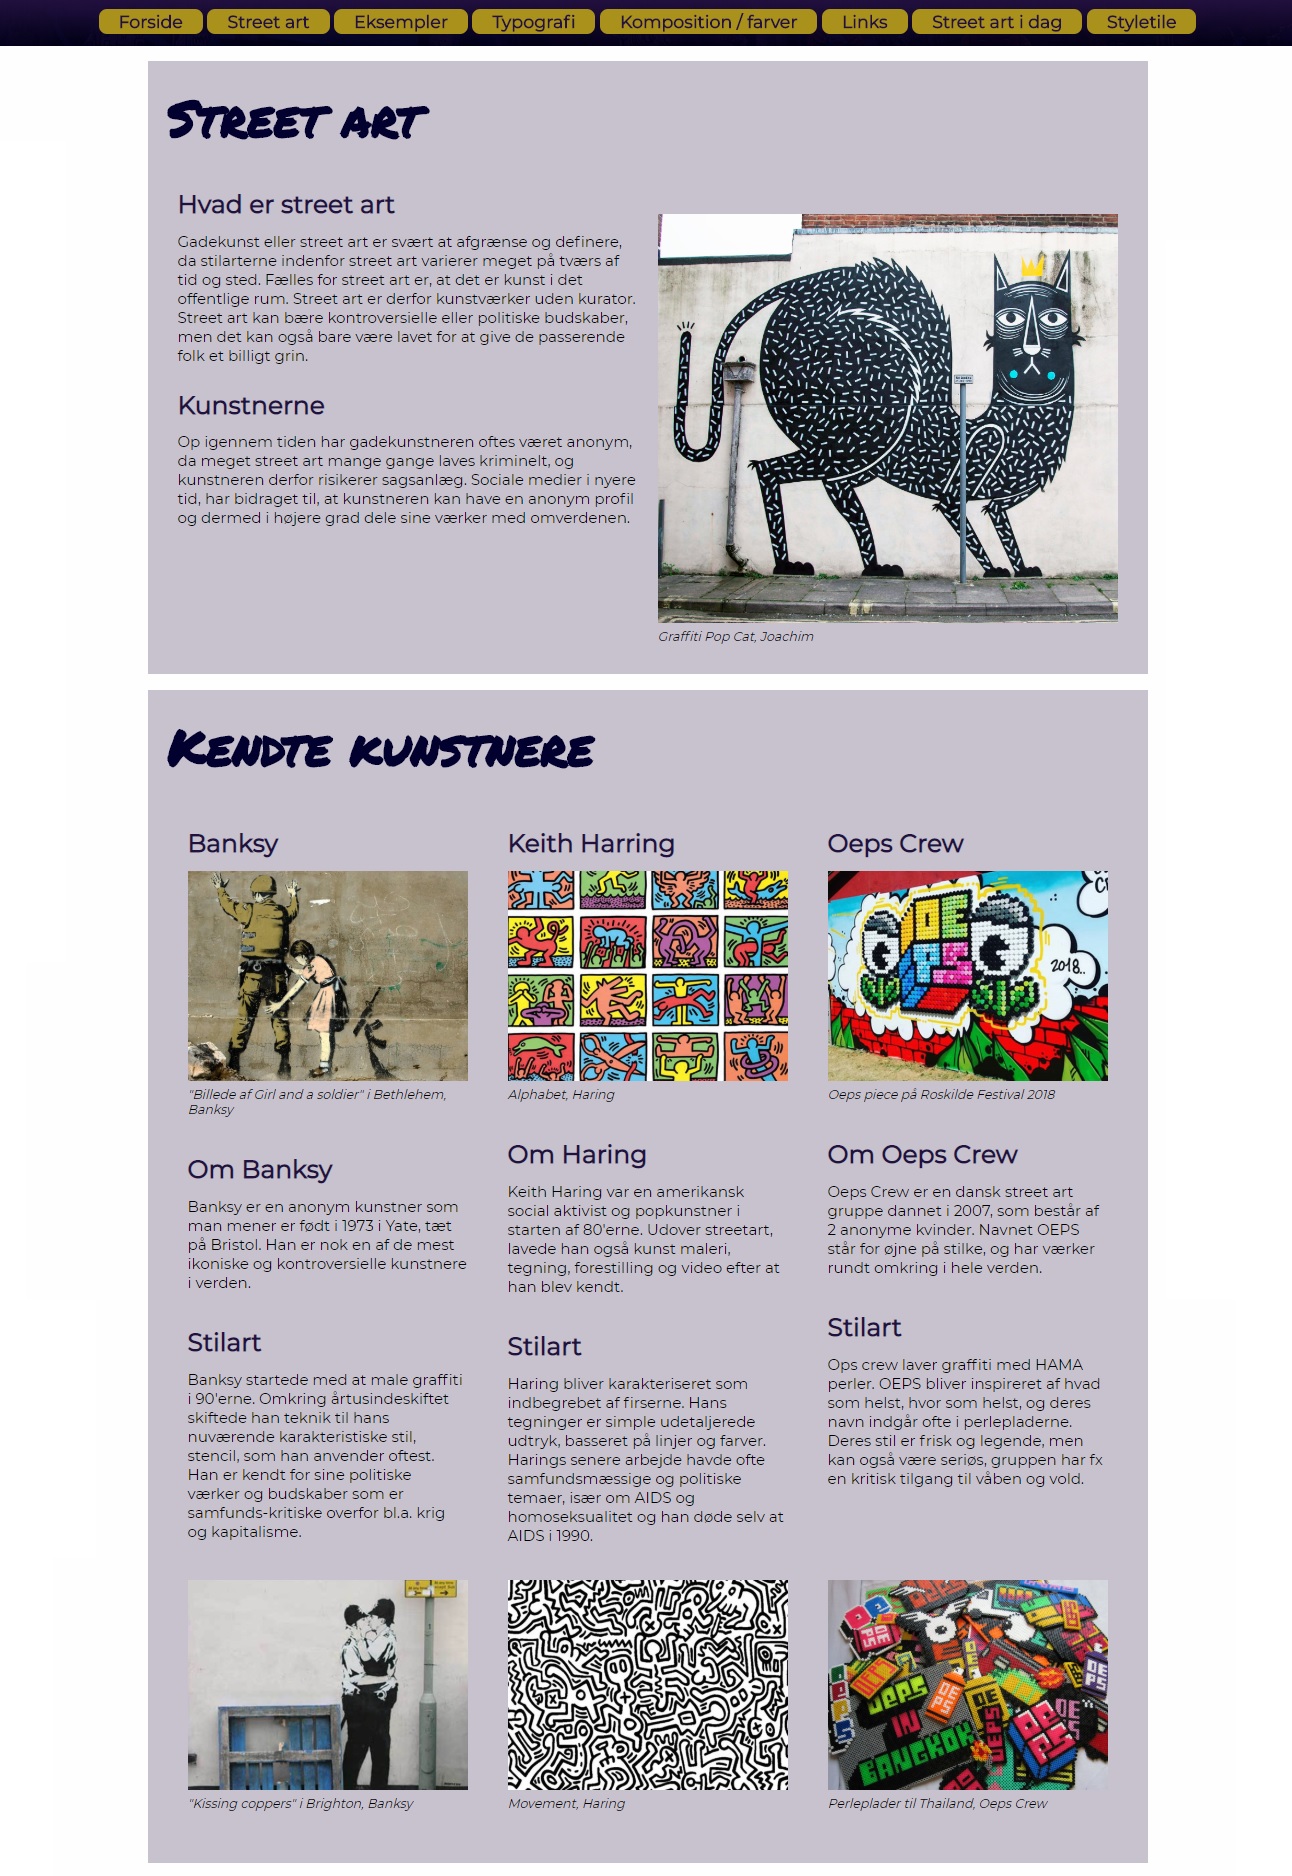 Forside
Street art
Eksempler
Typografi
Komposition / farver
Links
Street art i dag
Styletile
Street art
Hvad er street art
Gadekunst eller street art er svært at afgrænse og definere,
da stilarterne indenfor street art varierer meget på tværs af
tid og sted. Fælles for street art er, at det er kunst i det
offentlige rum. Street art er derfor kunstværker uden kurator.
Street art kan bære kontroversielle eller politiske budskaber,
men det kan også bare være lavet for at give de passerende
folk et billigt grin.
Kunstnerne
Op igennem tiden har gadekunstneren oftes været anonym,
da meget street art mange gange laves kriminelt, og
kunstneren derfor risikerer sagsanlæg. Sociale medier i nyere
tid, har bidraget til, at kunstneren kan have en anonym profil
og dermed i højere grad dele sine værker med omverdenen.
Graffiti Pop Cat, Joachim
Kendte kunstnere
Banksy
"Billede af Girl and a soldier" i Bethlehem,
Banksy
Om Banksy
Banksy er en anonym kunstner som
man mener er født i 1973 i Yate, tæt
på Bristol. Han er nok en af de mest
ikoniske og kontroversielle kunstnere
i verden.
Stilart
Banksy startede med at male graffiti
i 90'erne. Omkring årtusindeskiftet
skiftede han teknik til hans
nuværende karakteristiske stil,
stencil, som han anvender oftest.
Han er kendt for sine politiske
værker og budskaber som er
samfunds-kritiske overfor bl.a. krig
og kapitalisme.
"Kissing coppers" i Brighton, Banksy
Keith Harring
Alphabet, Haring
Om Haring
Keith Haring var en amerikansk
social aktivist og popkunstner i
starten af 80'erne. Udover streetart,
lavede han også kunst maleri,
tegning, forestilling og video efter at
han blev kendt.
Stilart
Haring bliver karakteriseret som
indbegrebet af firserne. Hans
tegninger er simple udetaljerede
udtryk, basseret på linjer og farver.
Harings senere arbejde havde ofte
samfundsmæssige og politiske
temaer, især om AIDS og
homoseksualitet og han døde selv at
AIDS i 1990.
Movement, Haring
Oeps Crew
OE
PS
2018..
Oeps piece på Roskilde Festival 2018
Om Oeps Crew
Oeps Crew er en dansk street art
gruppe dannet i 2007, som består af
2 anonyme kvinder. Navnet OEPS
står for øjne på stilke, og har værker
rundt omkring i hele verden.
Stilart
Ops crew laver graffiti med HAMA
perler. OEPS bliver inspireret af hvad
som helst, hvor som helst, og deres
navn indgår ofte i perlepladerne.
Deres stil er frisk og legende, men
kan også være seriøs, gruppen har fx
en kritisk tilgang til våben og vold.
OEPS
IN
BANGKOK
OEPS
Perleplader til Thailand, Oeps Crew